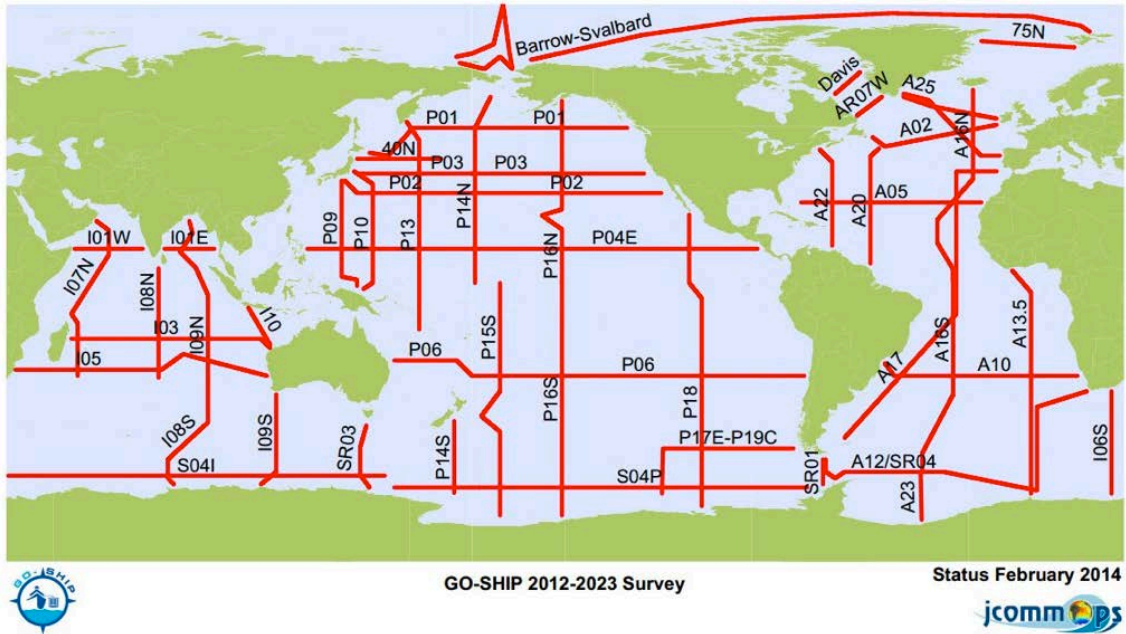 Barrow-Svalbard
75N
Davis
AR07W
A25
P01
P01
A02
A16N
40N
P03
P03
P02
P02
P14N
A22
A20
A05
P09
P10
P13
I01W
I01E
P16N
P04E
I07N
I08N
I03
I09N
I10
P15S
A16S
A13.5
I05
P06
P06
A17
A10
P16S
P18
I08S
I09S
SR03
P14S
P17E-P19C
I06S
S04I
S04P
SR01
A12/SR04
A23
GO-SHIP
GO-SHIP 2012-2023 Survey
Status February 2014
jcommops